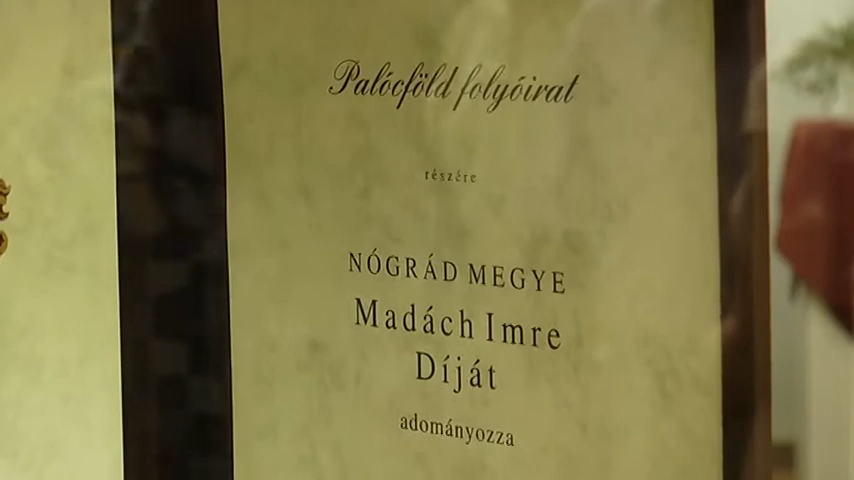 Palócföld folyóirat
részére
NÓGRÁD MEGYE
Madách Imre
Díját
adományozza